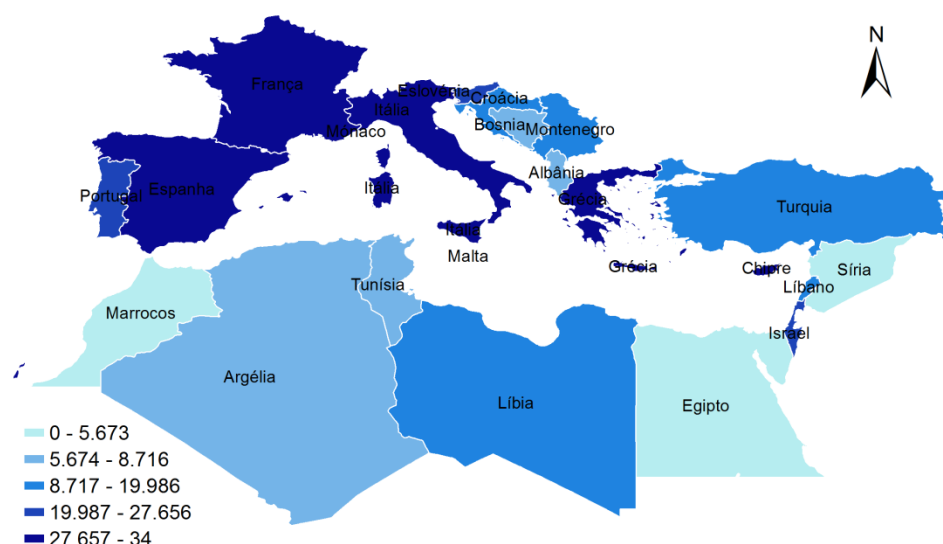 N
França
Eslovénia
Croácia
Itália
Bosnia
Mónaco
Montenegro
Albânia
Portugal
Espanha
Itália
Grécia
Turquia
Itália
Malta
Grécia
Chipre
Síria
Líbano
Tunísia
Marrocos
Israel
Argélia
Líbia
Egipto
0 - 5.673
5.674 - 8.716
8.717 - 19.986
19.987 - 27.656
27.657 - 34